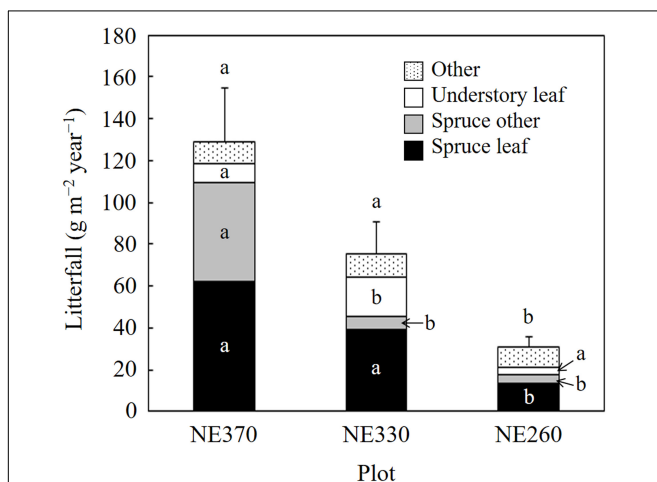 180
160
140
120
100
80
60
40
20
0
Litterfall (g m⁻² year⁻¹)
Other
Understory leaf
Spruce other
Spruce leaf
a
a
a
a
a
b
b
a
b
a
b
b
NE370
NE330
NE260
Plot